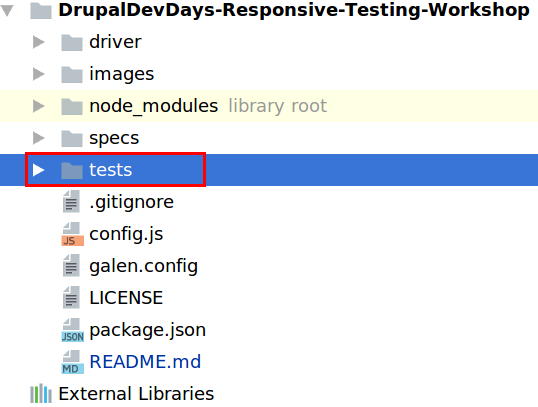 DrupalDevDays-Responsive-Testing-Workshop
driver
images
node_modules library root
specs
tests
.gitignore
JS config.js
galen.config
LICENSE
JSON package.json
MD README.md
External Libraries